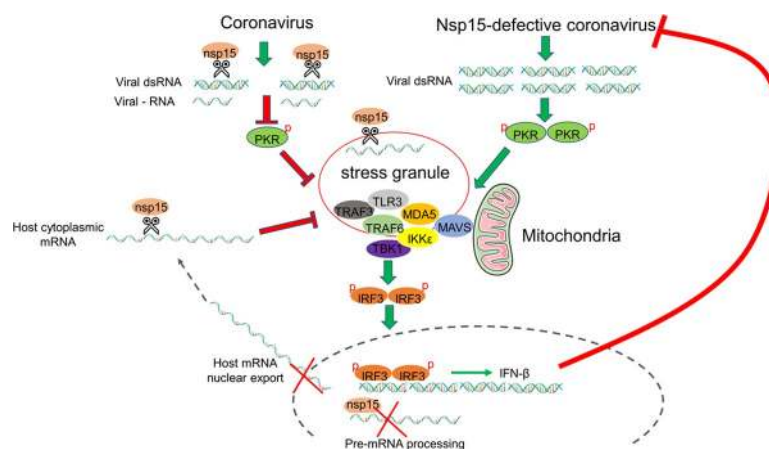 Coronavirus
Nsp15-defective coronavirus
nsp15
nsp15
Viral dsRNA
Viral - RNA
Viral dsRNA
p
PKR
nsp15
p
PKR
PKR
p
stress granule
nsp15
Host cytoplasmic
mRNA
TLR3
TRAF3
MDA5
TRAF6
MAVS
IKKε
TBK1
Mitochondria
p
IRF3
IRF3
p
Host mRNA
nuclear export
p
IRF3
IRF3
p
IFN-β
nsp15
Pre-mRNA processing